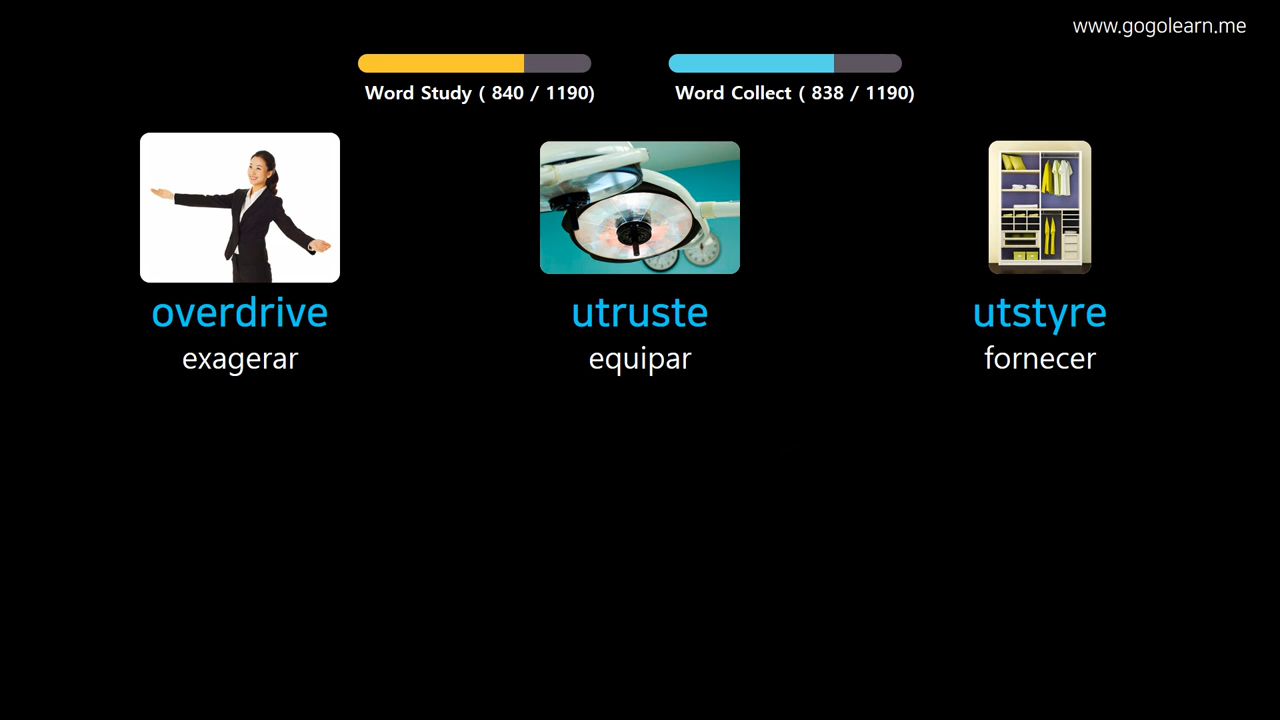 www.gogolearn.me
Word Study ( 840 / 1190)
Word Collect ( 838 / 1190)
overdrive
utruste
utstyre
exagerar
equipar
fornecer